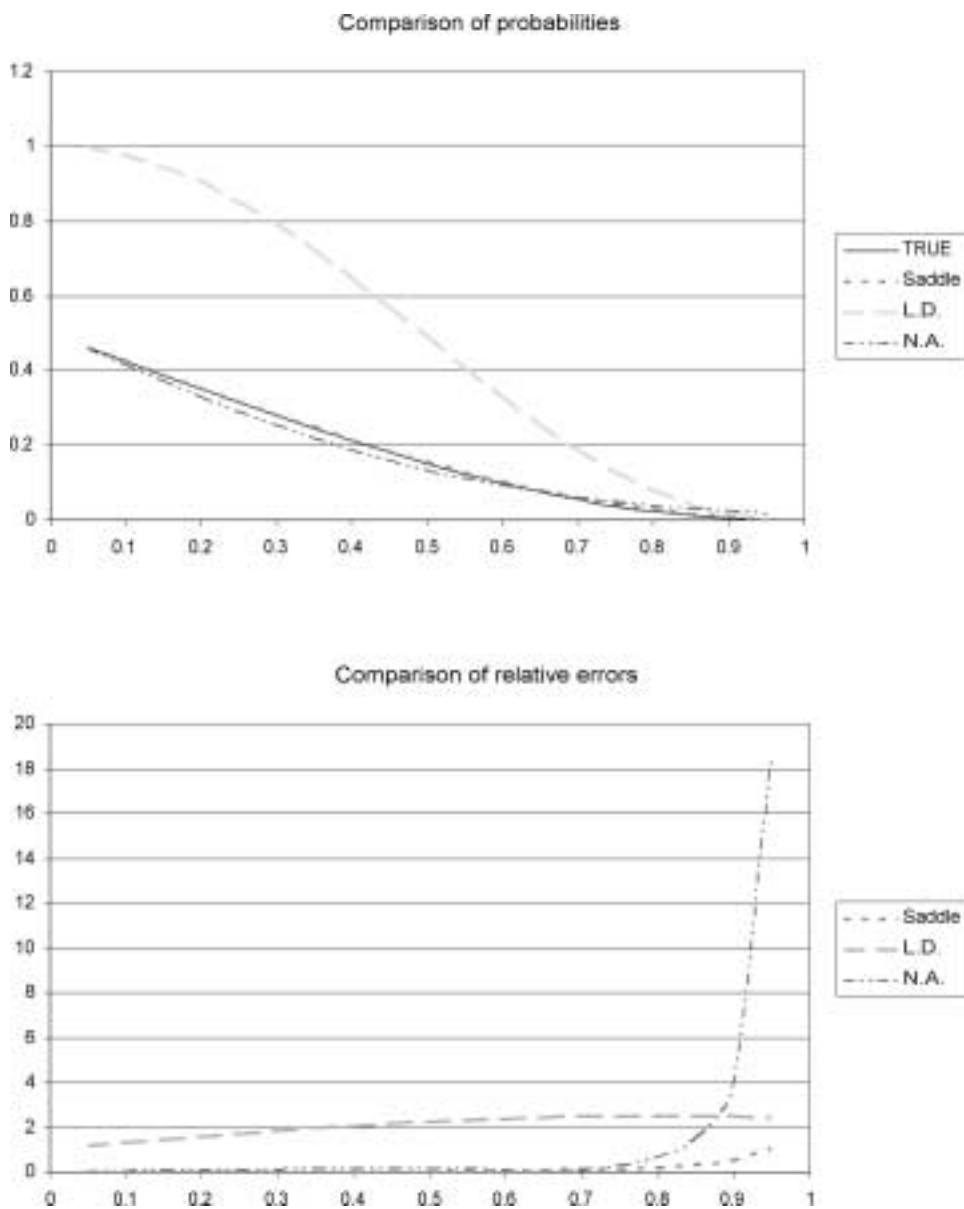 Comparison of probabilities
1.2
1
0.8
0.6
0.4
0.2
0
0 0.1 0.2 0.3 0.4 0.5 0.6 0.7 0.8 0.9 1
TRUE
Saddle
L.D.
N.A.
Comparison of relative errors
20
18
16
14
12
10
8
6
4
2
0
0 0.1 0.2 0.3 0.4 0.5 0.6 0.7 0.8 0.9 1
Saddle
L.D.
N.A.